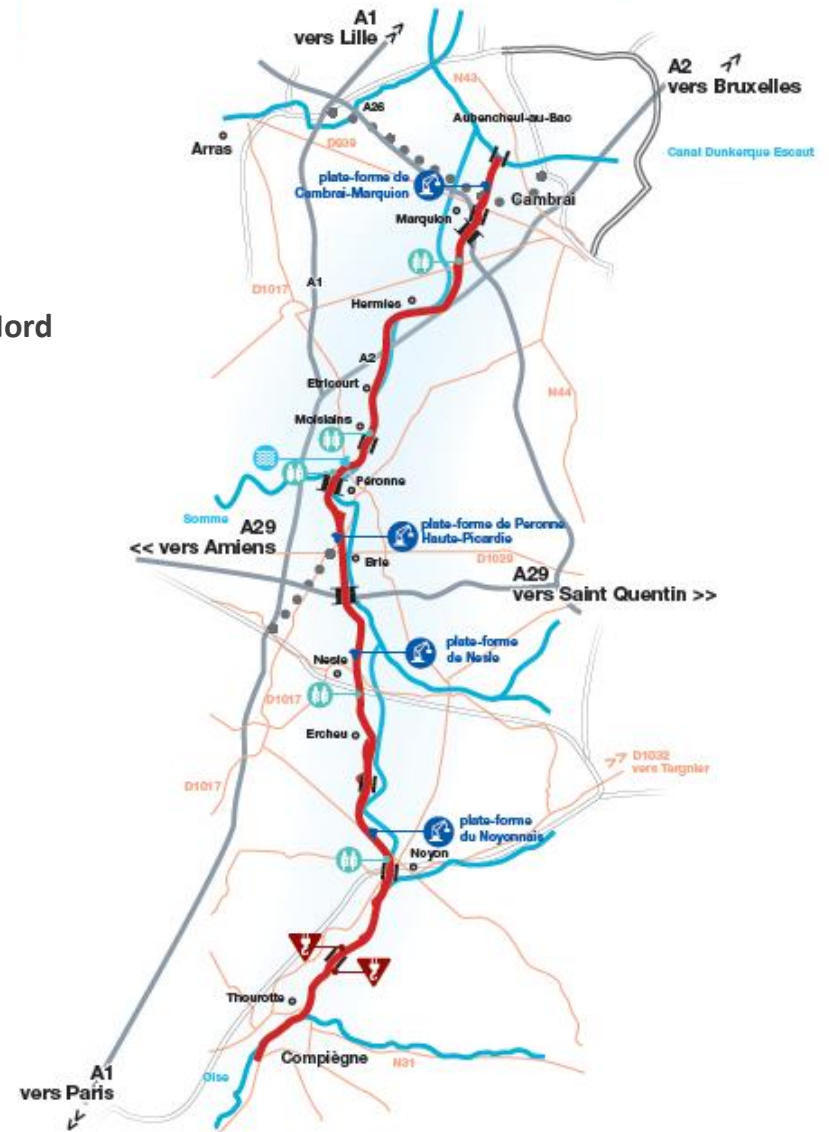 A1
vers Lille
A2
vers Bruxelles
N43
A26
Aubencheul-au-Bac
Arras
D939
Canal Dunkerque Escaut
plate-forme de
Cambrai-Marquion
Cambrai
Marquion
D1017
A1
Hermies
Nord
A2
Etricourt
N44
Moislains
Péronne
Somme
A29
<< vers Amiens
plate-forme de Peronne
Haute-Picardie
D1029
Brie
A29
vers Saint Quentin >>
plate-forme
de Nesle
Nesle
D1017
Ercheu
D1032
vers Tergnier
D1017
plate-forme
du Noyonnais
Noyon
Thourotte
Compiègne
N31
Oise
A1
vers Paris